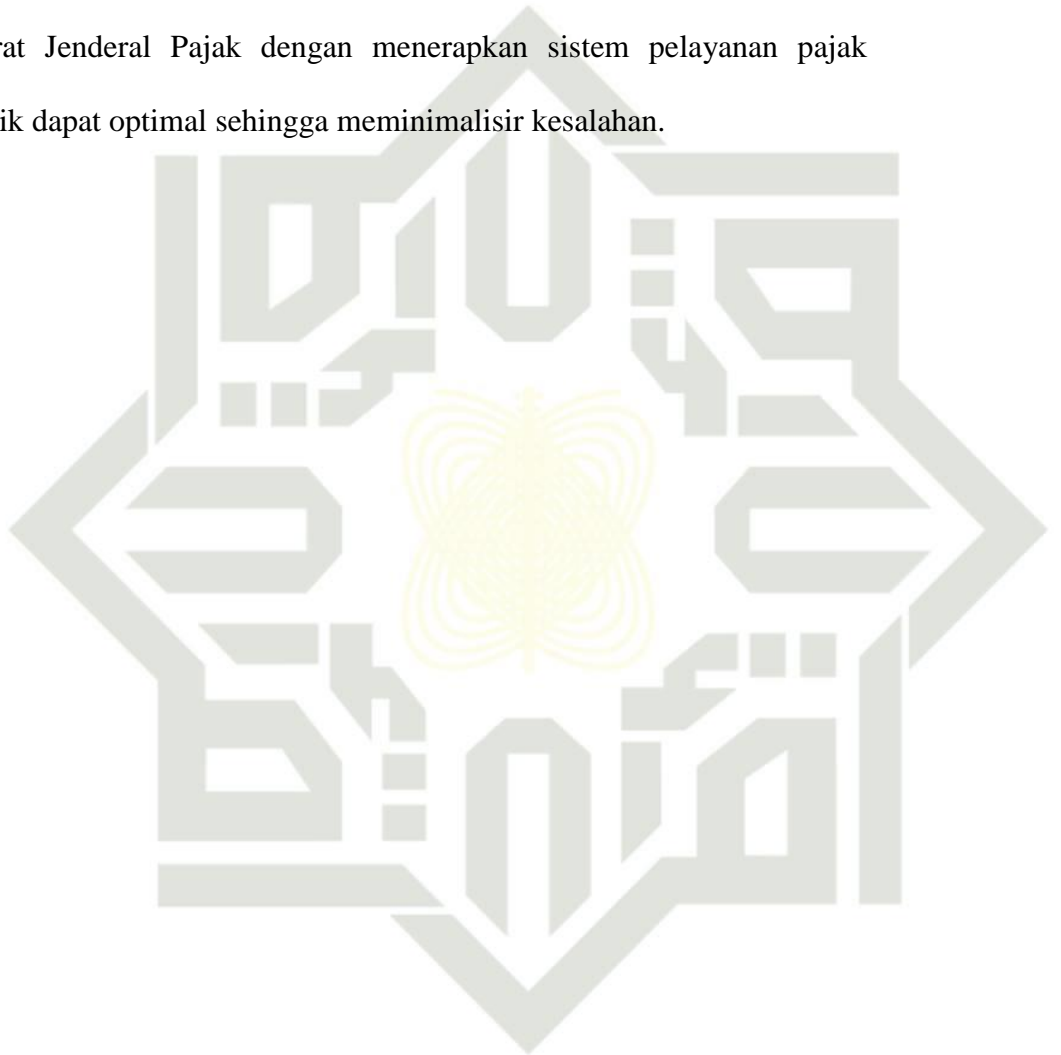 rat Jenderal Pajak dengan menerapkan sistem pelayanan pajak
ik dapat optimal sehingga meminimalisir kesalahan.